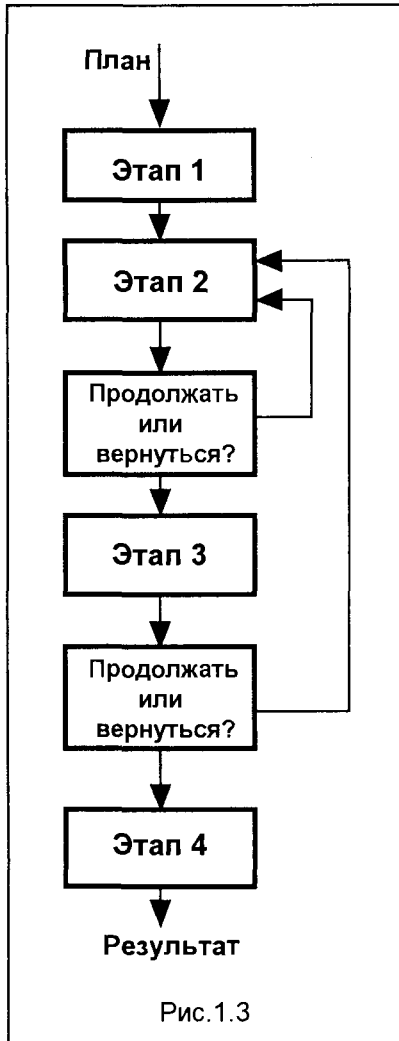 План
Этап 1
Этап 2
Продолжать
или
вернуться?
Этап 3
Продолжать
или
вернуться?
Этап 4
Результат
Рис.1.3